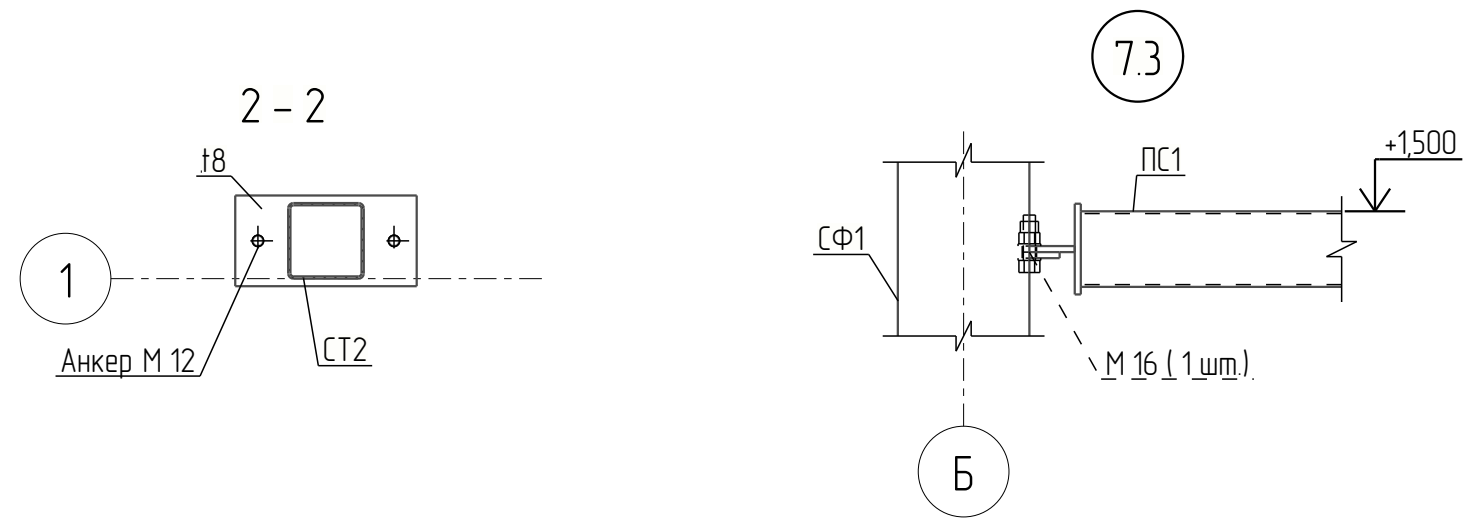 2 - 2
t8
1
Анкер М 12
СТ2
7.3
+1,500
ПС1
СФ1
М 16 ( 1 шт.)
Б